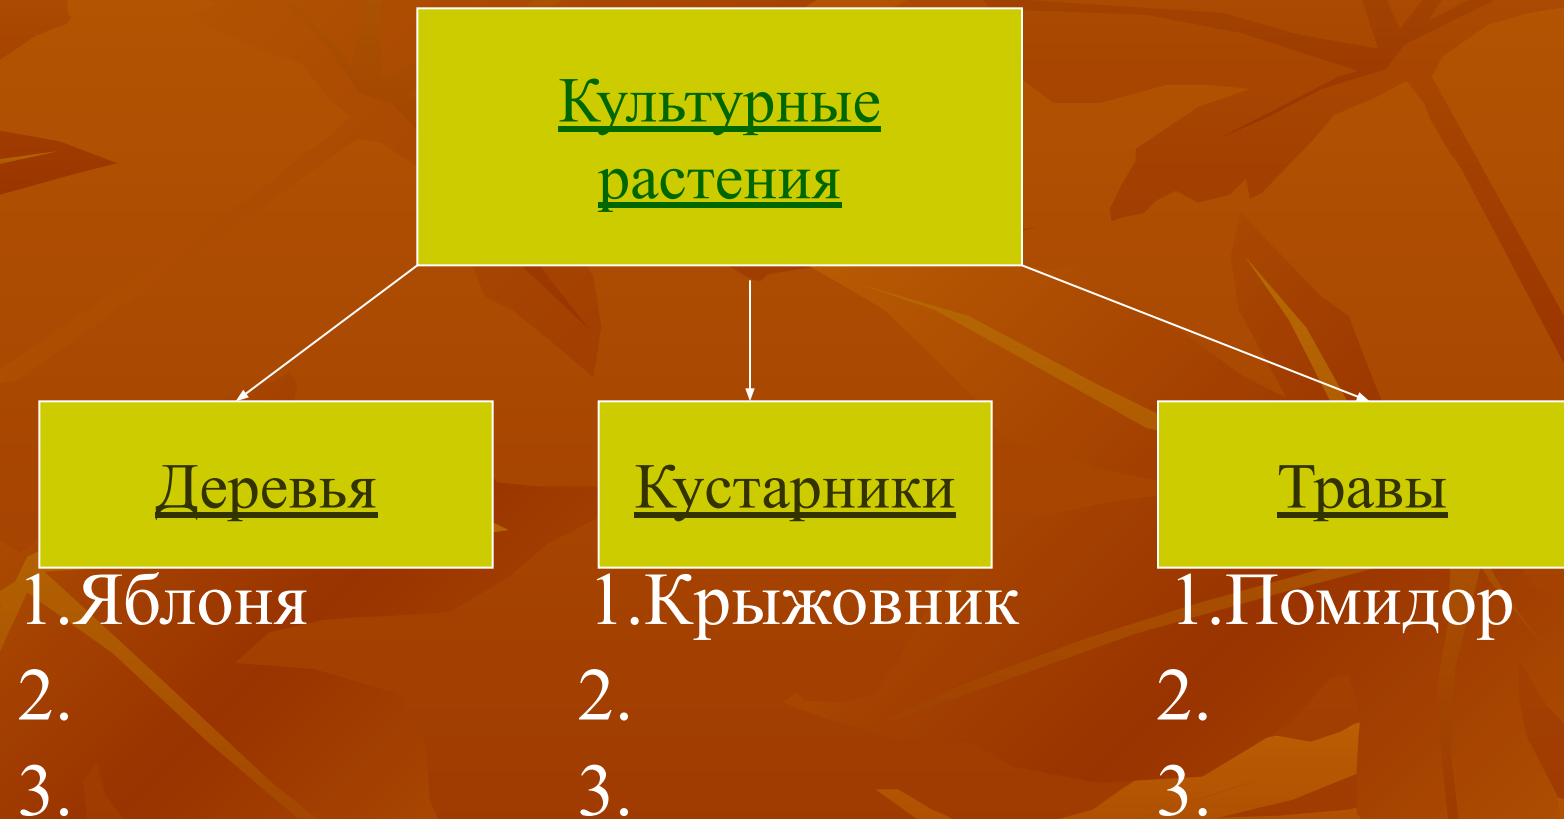 Культурные
растения
Деревья
Кустарники
Травы
1.Яблоня
2.
3.
1.Крыжовник
2.
3.
1.Помидор
2.
3.